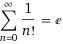 ∑_{n=0}^{∞} 1/n! = e